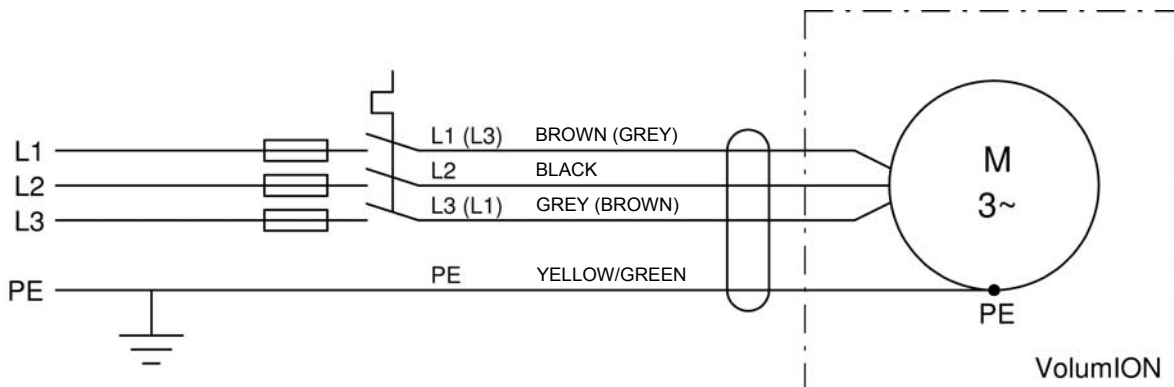 L1 (L3) BROWN (GREY)
L1
L2 BLACK
L2
L3 (L1) GREY (BROWN)
L3
PE YELLOW/GREEN
PE
M
3~
PE
VolumION